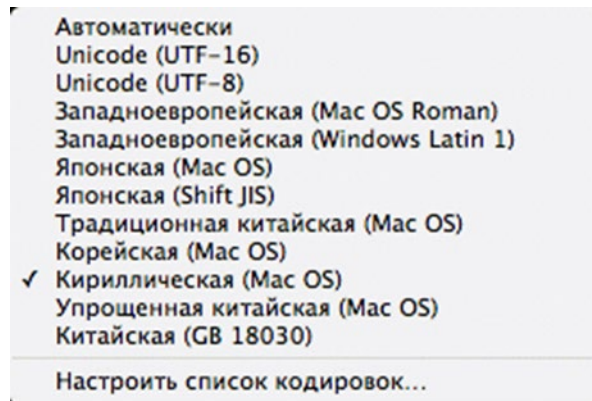 Автоматически
Unicode (UTF-16)
Unicode (UTF-8)
Западноевропейская (Mac OS Roman)
Западноевропейская (Windows Latin 1)
Японская (Mac OS)
Японская (Shift JIS)
Традиционная китайская (Mac OS)
Корейская (Mac OS)
✓ Кириллическая (Mac OS)
Упрощенная китайская (Mac OS)
Китайская (GB 18030)
Настроить список кодировок...